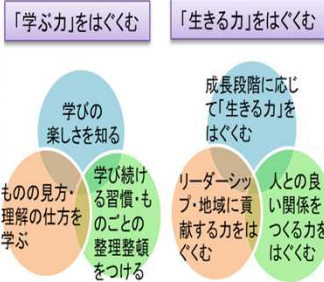 「学ぶ力」をはぐくむ
学びの
楽しさを知る
ものの見方・
理解の仕方を
学ぶ
学び続け
る習慣・も
のごとの
整理整頓
をつける
「生きる力」をはぐくむ
成長段階に応じ
て「生きる力」を
はぐくむ
リーダーシッ
プ・地域に貢
献する力をは
ぐくむ
人との良
い関係を
つくる力を
はぐくむ